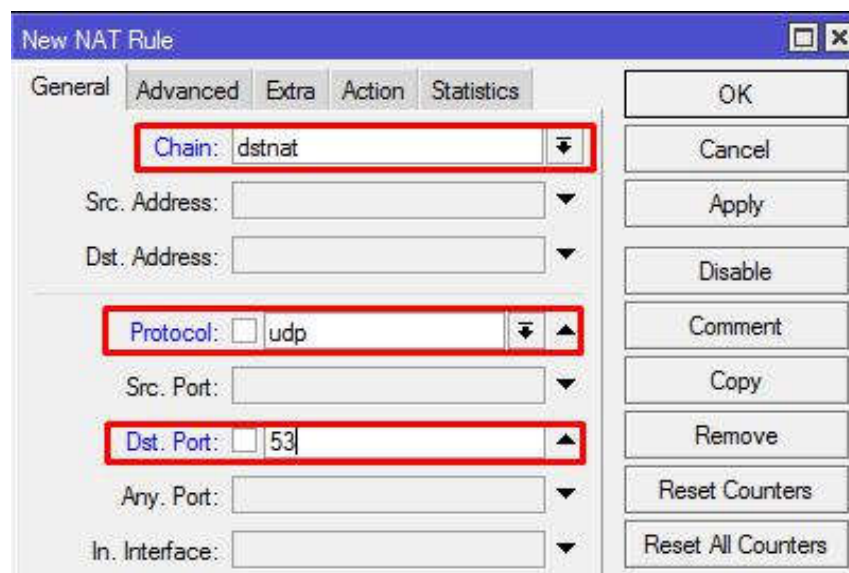 New NAT Rule
General Advanced Extra Action Statistics
Chain: dstnat
Src. Address:
Dst. Address:
Protocol: udp
Src. Port:
Dst. Port: 53
Any. Port:
In. Interface:
OK
Cancel
Apply
Disable
Comment
Copy
Remove
Reset Counters
Reset All Counters